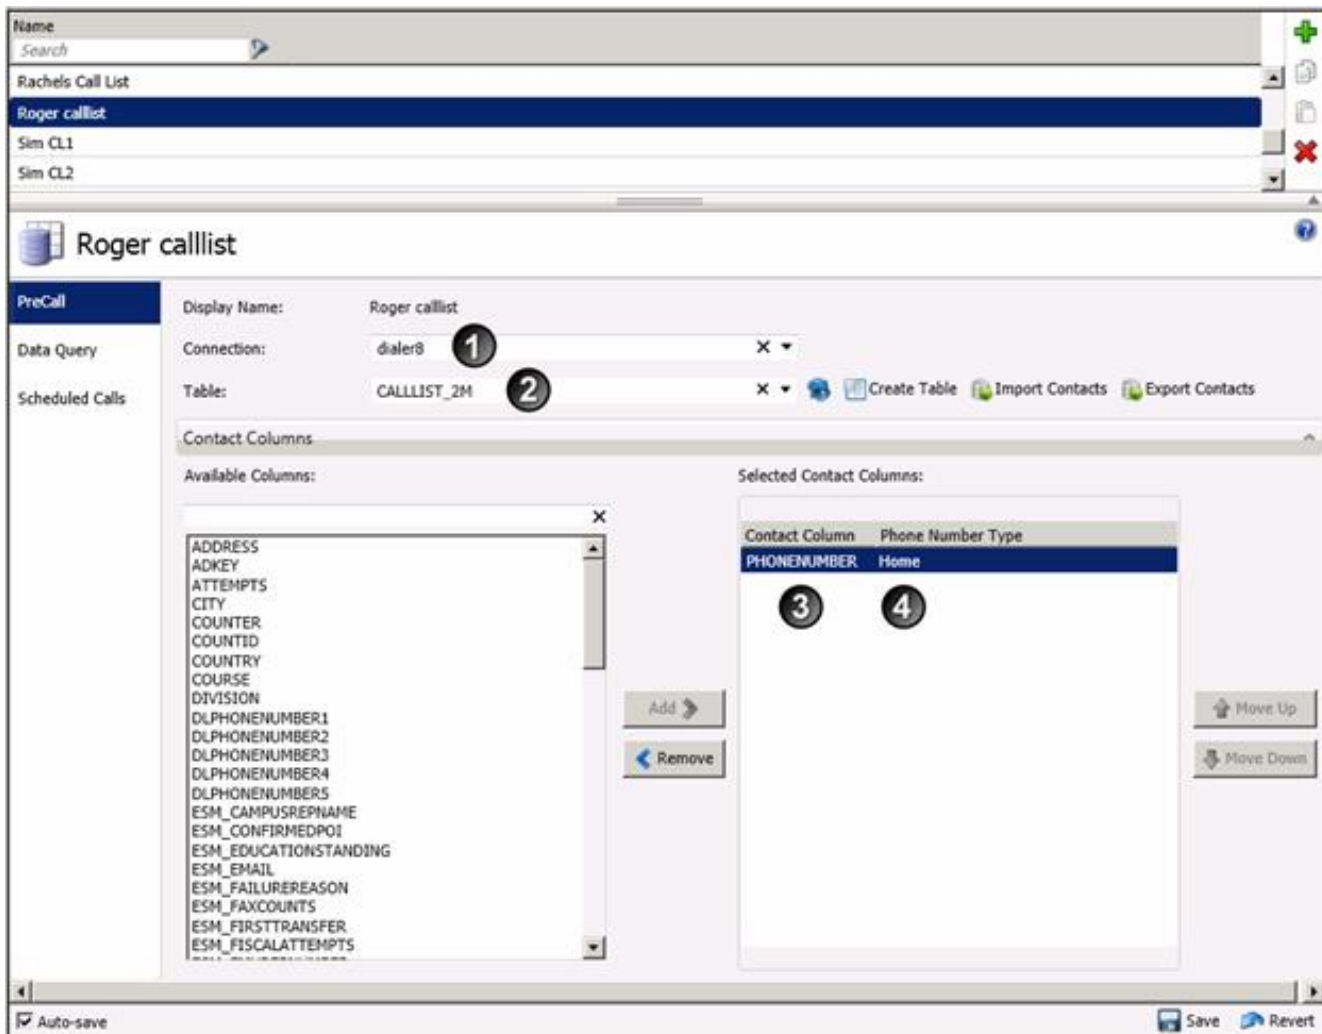 Name
Search
Rachels Call List
Roger calllist
Sim CL1
Sim CL2
Roger calllist
PreCall
Data Query
Scheduled Calls
Display Name: Roger calllist
Connection: dialer8 1
Table: CALLLIST_2M 2 Create Table Import Contacts Export Contacts
Contact Columns
Available Columns:
ADDRESS
ADKEY
ATTEMPTS
CITY
COUNTER
COUNTID
COUNTRY
COURSE
DIVISION
DLPHONENUMBER1
DLPHONENUMBER2
DLPHONENUMBER3
DLPHONENUMBER4
DLPHONENUMBER5
ESM_CAMPUSREPNAME
ESM_CONFIRMEDPOI
ESM_EDUCATIONSTANDING
ESM_EMAIL
ESM_FAILUREREASON
ESM_FAXCOUNTS
ESM_FIRSTTRANSFER
ESM_FISCALATTEMPTS
Add
Remove
Selected Contact Columns:
Contact Column Phone Number Type
PHONENUMBER Home
3 4
Move Up
Move Down
Auto-save
Save Revert